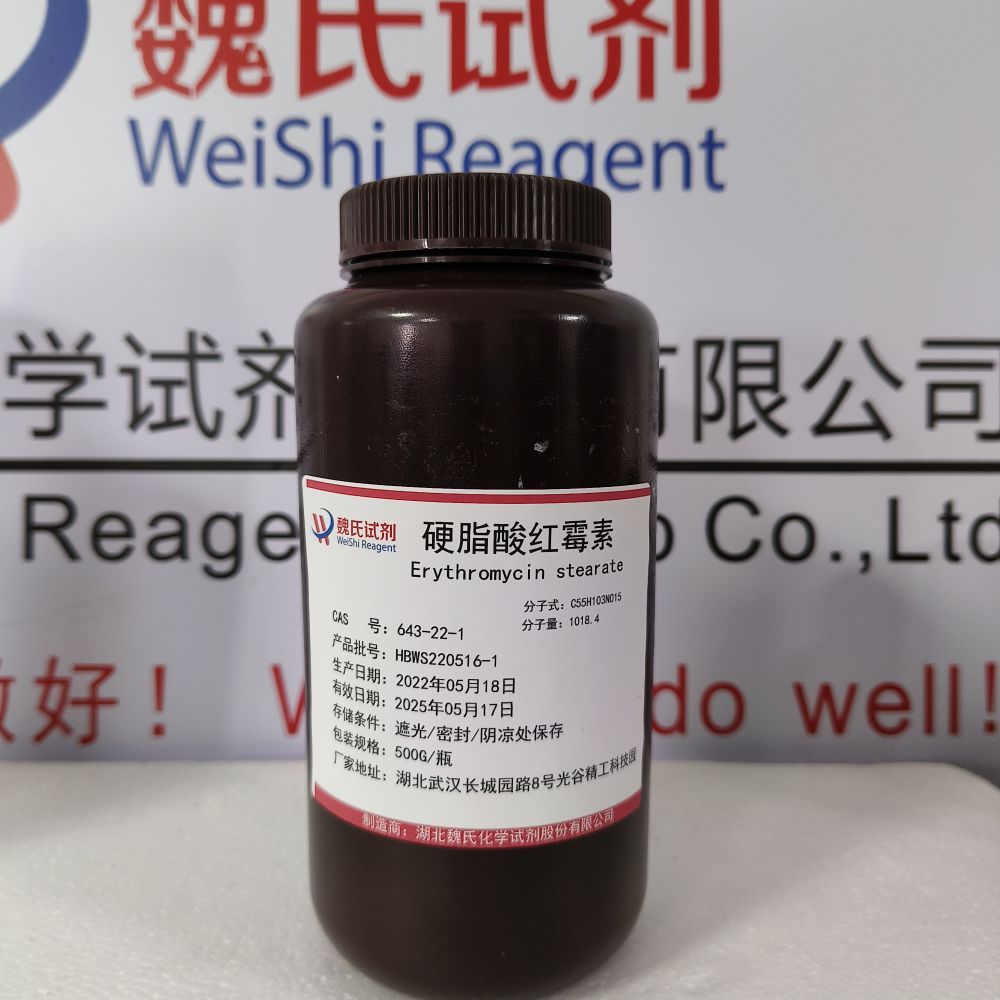 魏氏试剂
WeiShi Reagent
学试剂 有限公司
Reage Co.,Ltd
做好！ W do well!
魏氏试剂
WeiShi Reagent
硬脂酸红霉素
Erythromycin stearate
分子式：C55H103NO15
分子量：1018.4
CAS 号：643-22-1
产品批号：HBWS220516-1
生产日期：2022年05月18日
有效日期：2025年05月17日
存储条件：遮光/密封/阴凉处保存
包装规格：500G/瓶
厂家地址：湖北武汉长城园路8号光谷精工科技园
制造商：湖北魏氏化学试剂股份有限公司